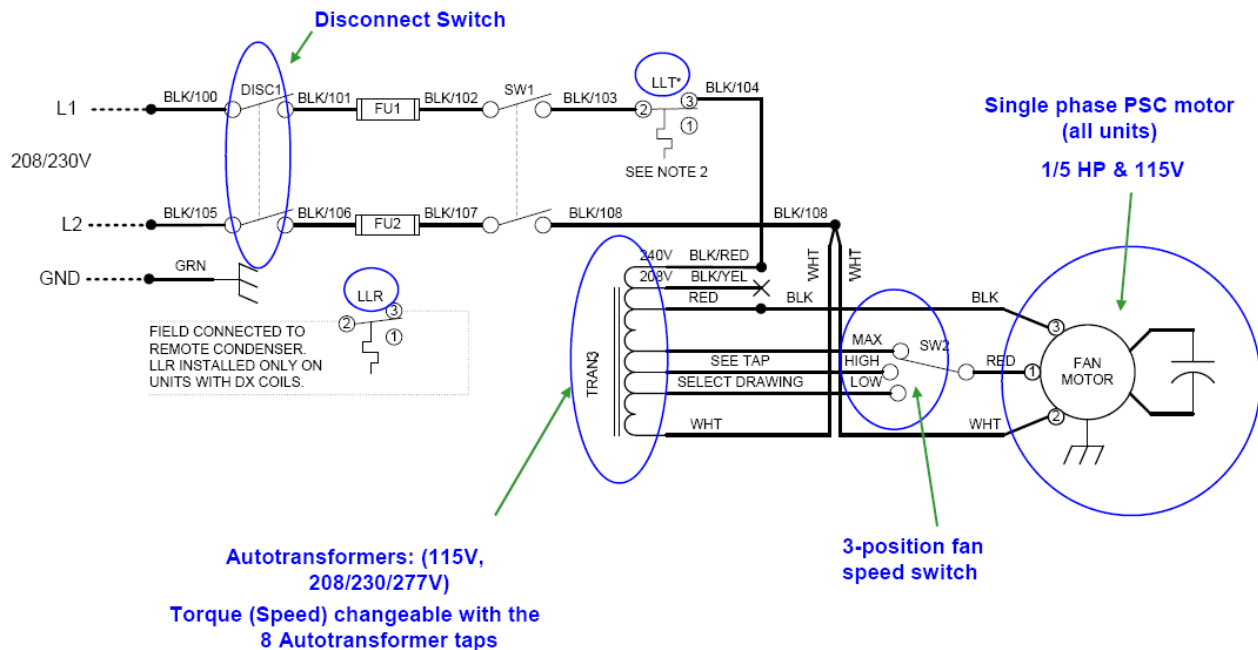 Disconnect Switch
L1
BLK/100
DISC1
BLK/101
FU1
BLK/102
SW1
BLK/103
LLT*
2
3
1
BLK/104
SEE NOTE 2
208/230V
L2
BLK/105
BLK/106
FU2
BLK/107
BLK/108
BLK/108
GND
GRN
Single phase PSC motor
(all units)
1/5 HP & 115V
LLR
2
3
1
FIELD CONNECTED TO
REMOTE CONDENSER.
LLR INSTALLED ONLY ON
UNITS WITH DX COILS.
240V
BLK/RED
208V
BLK/YEL
RED
BLK
WHT
WHT
BLK
TRAN3
MAX
SEE TAP
HIGH
SELECT DRAWING
LOW
SW2
RED
WHT
WHT
3
1
2
FAN
MOTOR
Autotransformers: (115V,
208/230/277V)
Torque (Speed) changeable with the
8 Autotransformer taps
3-position fan
speed switch